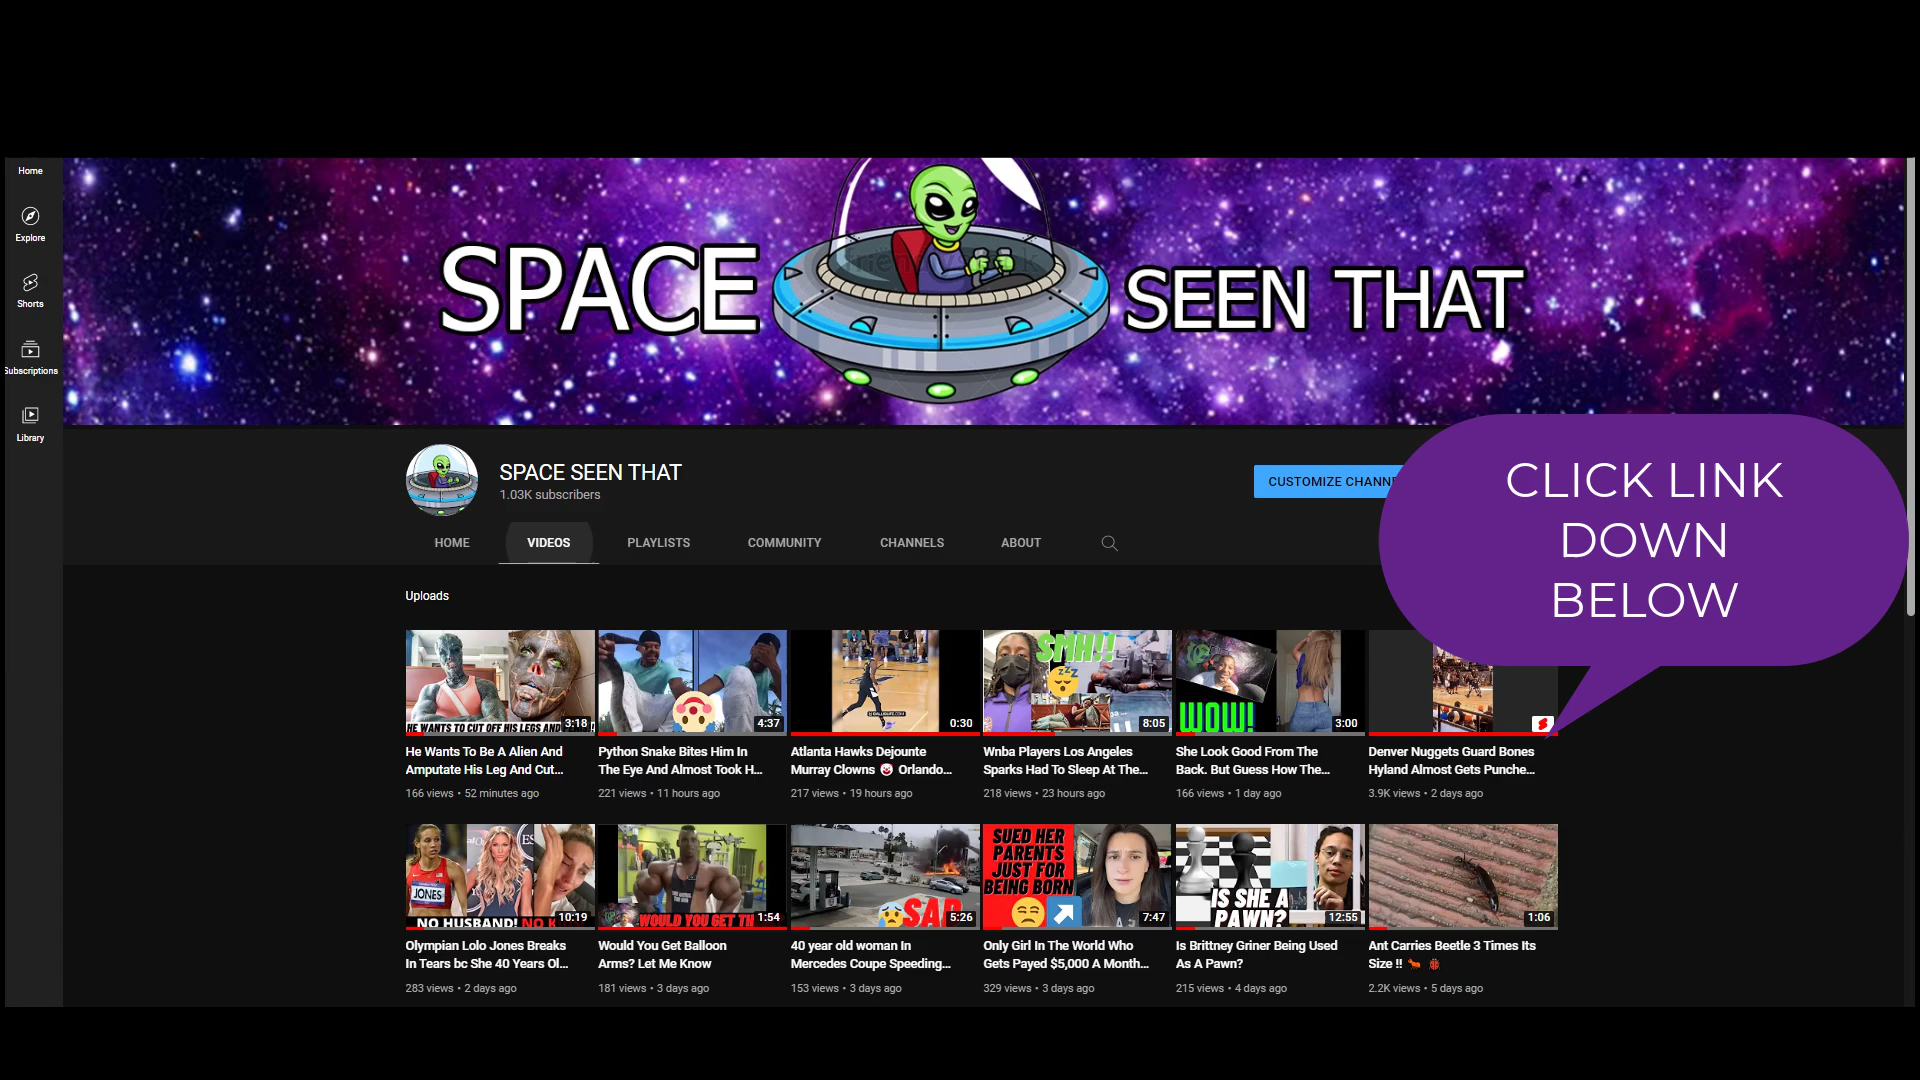 Home
Explore
Shorts
Subscriptions
Library
SPACE SEEN THAT
SPACE SEEN THAT
1.03K subscribers
CUSTOMIZE CHANNE
CLICK LINK
DOWN
BELOW
HOME VIDEOS PLAYLISTS COMMUNITY CHANNELS ABOUT
Uploads
HE WANTS TO CUT OFF HIS LEGS AND
3:18
4:37
0:30
SMH!!
8:05
WOW!
3:00
He Wants To Be A Alien And
Amputate His Leg And Cut...
166 views • 52 minutes ago
Python Snake Bites Him In
The Eye And Almost Took H...
221 views • 11 hours ago
Atlanta Hawks Dejounte
Murray Clowns 🤡 Orlando...
217 views • 19 hours ago
Wnba Players Los Angeles
Sparks Had To Sleep At The...
218 views • 23 hours ago
She Look Good From The
Back. But Guess How The...
166 views • 1 day ago
Denver Nuggets Guard Bones
Hyland Almost Gets Punche...
3.9K views • 2 days ago
JONES
NO HUSBAND! NO K
10:19
WOULD YOU GET TH
1:54
SAD
5:26
SUED HER
PARENTS
JUST FOR
BEING BORN
7:47
IS SHE A
PAWN?
12:55
1:06
Olympian Lolo Jones Breaks
In Tears bc She 40 Years Ol...
283 views • 2 days ago
Would You Get Balloon
Arms? Let Me Know
181 views • 3 days ago
40 year old woman In
Mercedes Coupe Speeding...
153 views • 3 days ago
Only Girl In The World Who
Gets Payed $5,000 A Month...
329 views • 3 days ago
Is Brittney Griner Being Used
As A Pawn?
215 views • 4 days ago
Ant Carries Beetle 3 Times Its
Size !! 🐜 🐞
2.2K views • 5 days ago